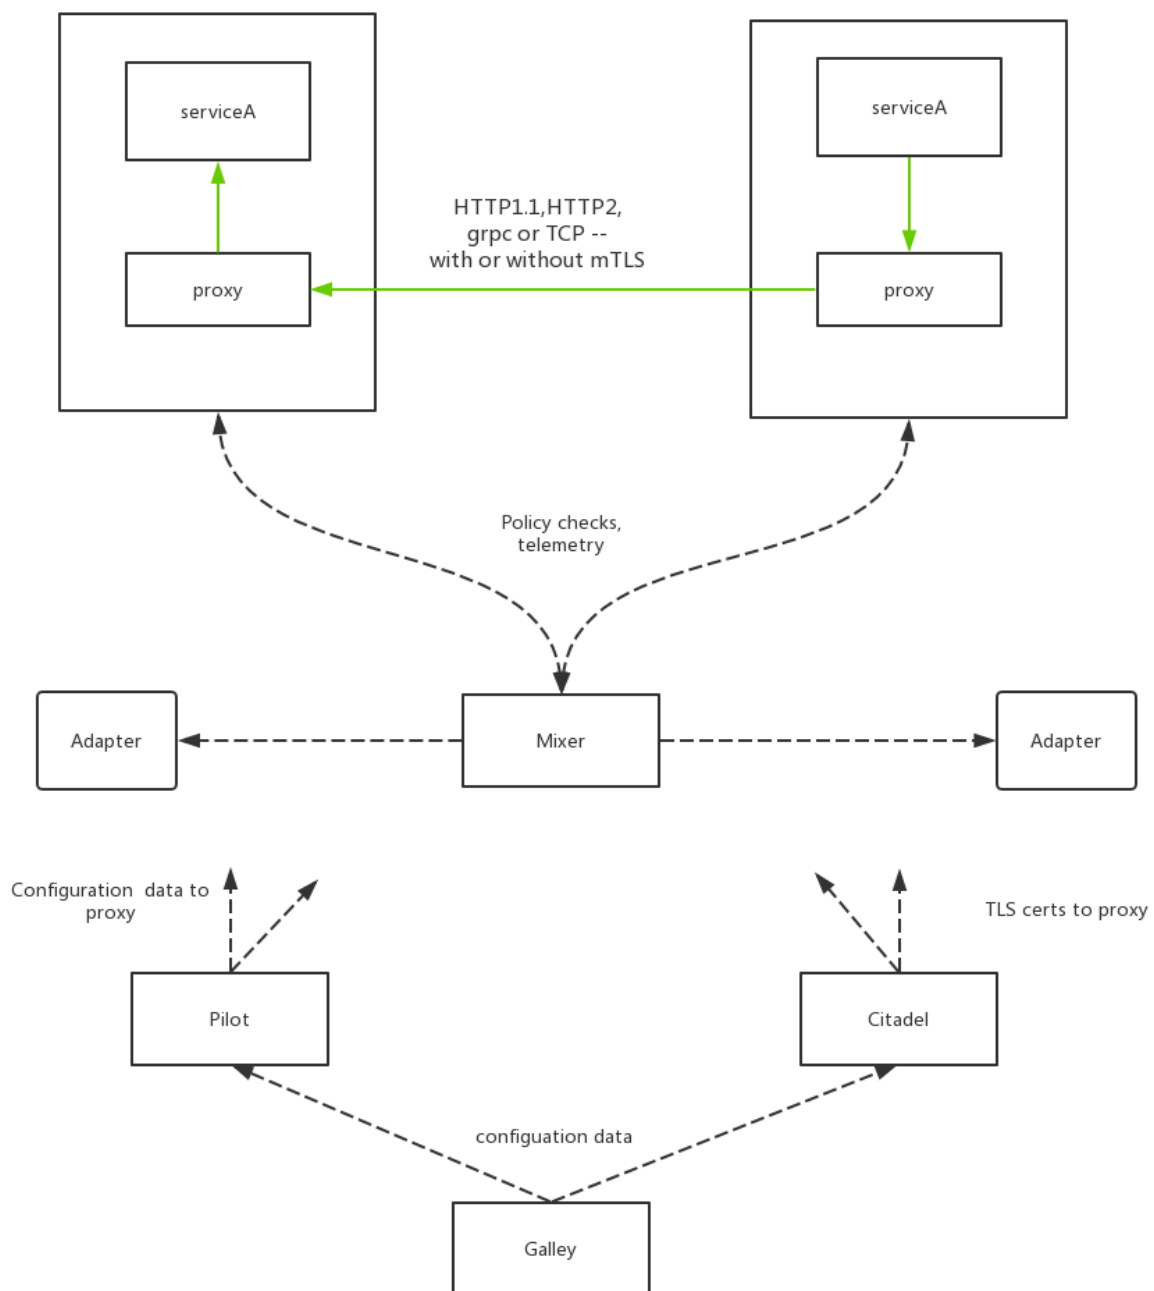 serviceA
serviceA
HTTP1.1,HTTP2,
grpc or TCP --
with or without mTLS
proxy
proxy
Policy checks,
telemetry
Adapter
Mixer
Adapter
Configuration data to
proxy
TLS certs to proxy
Pilot
Citadel
configuation data
Galley